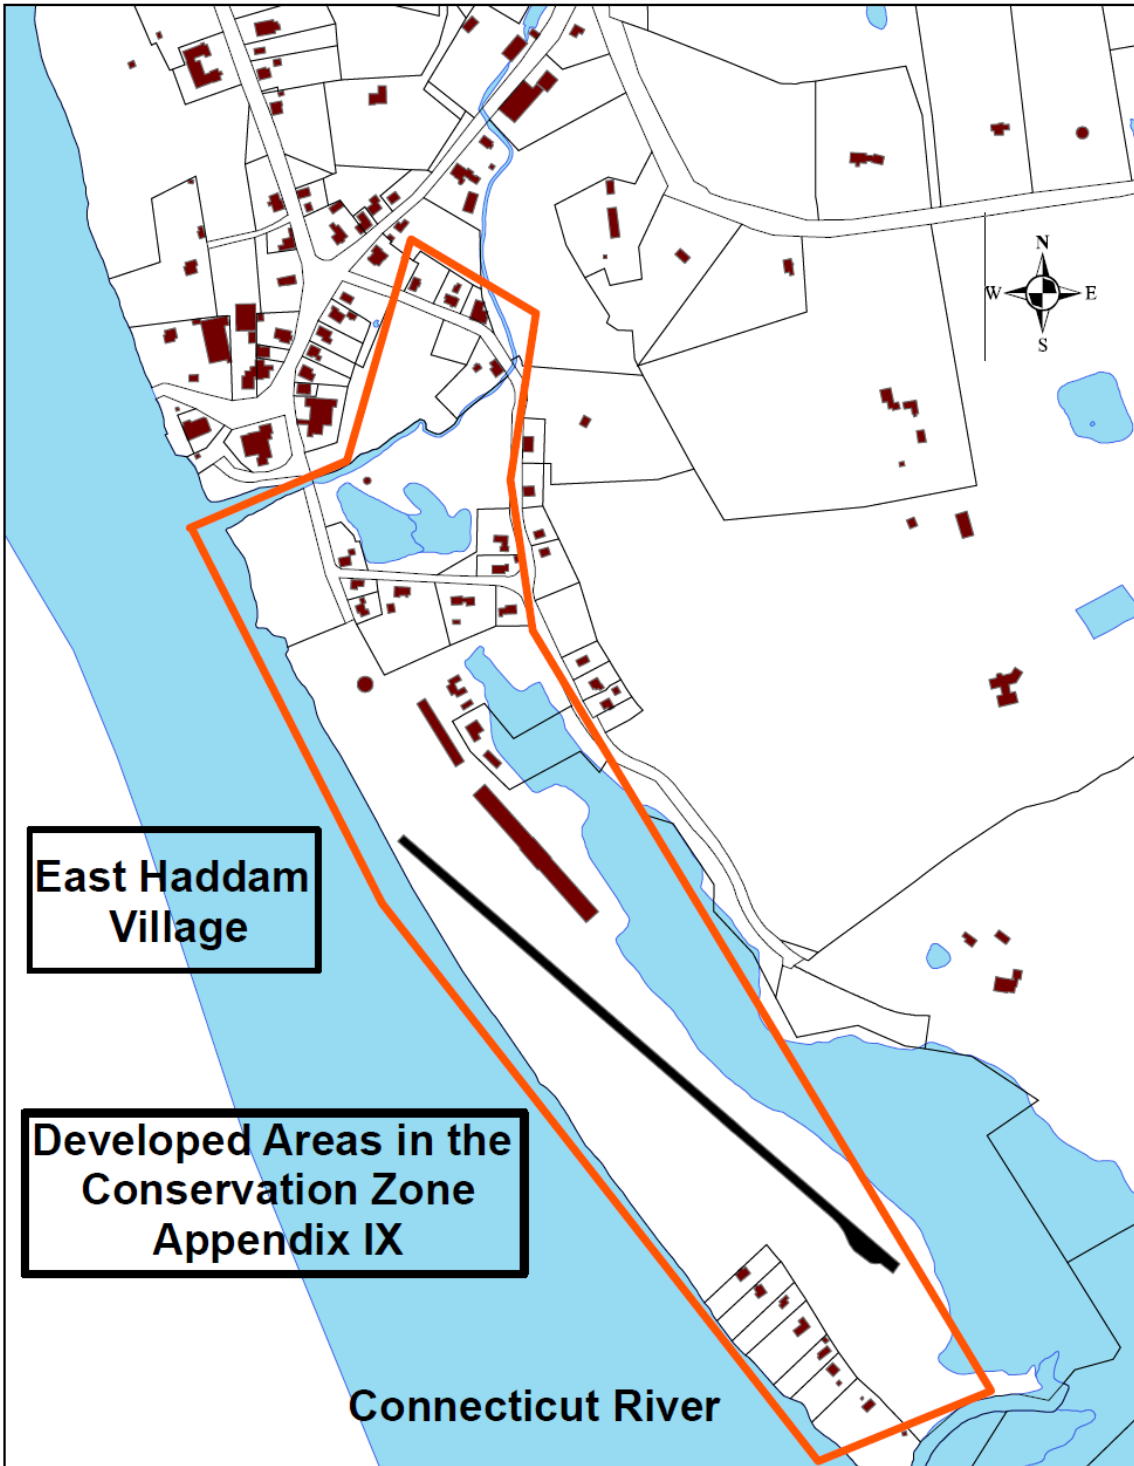 N
W E
S
East Haddam
Village
Developed Areas in the
Conservation Zone
Appendix IX
Connecticut River